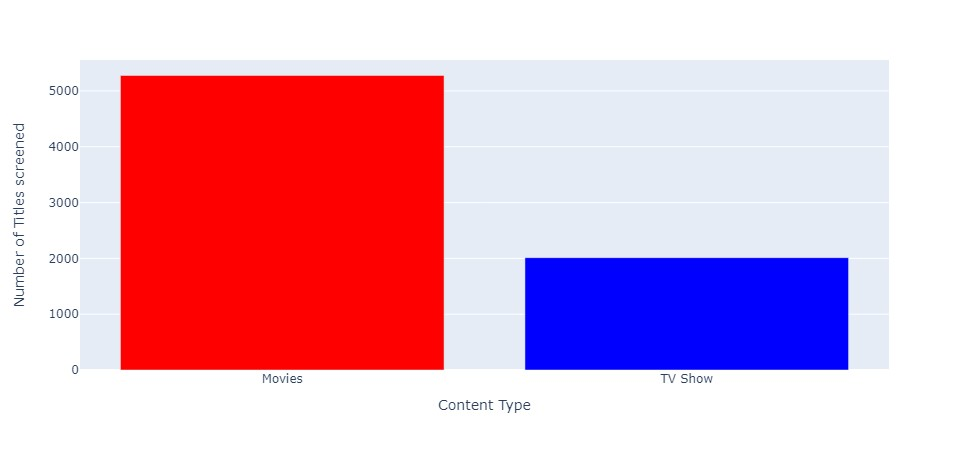 Number of Titles screened
5000
4000
3000
2000
1000
0
Movies
TV Show
Content Type